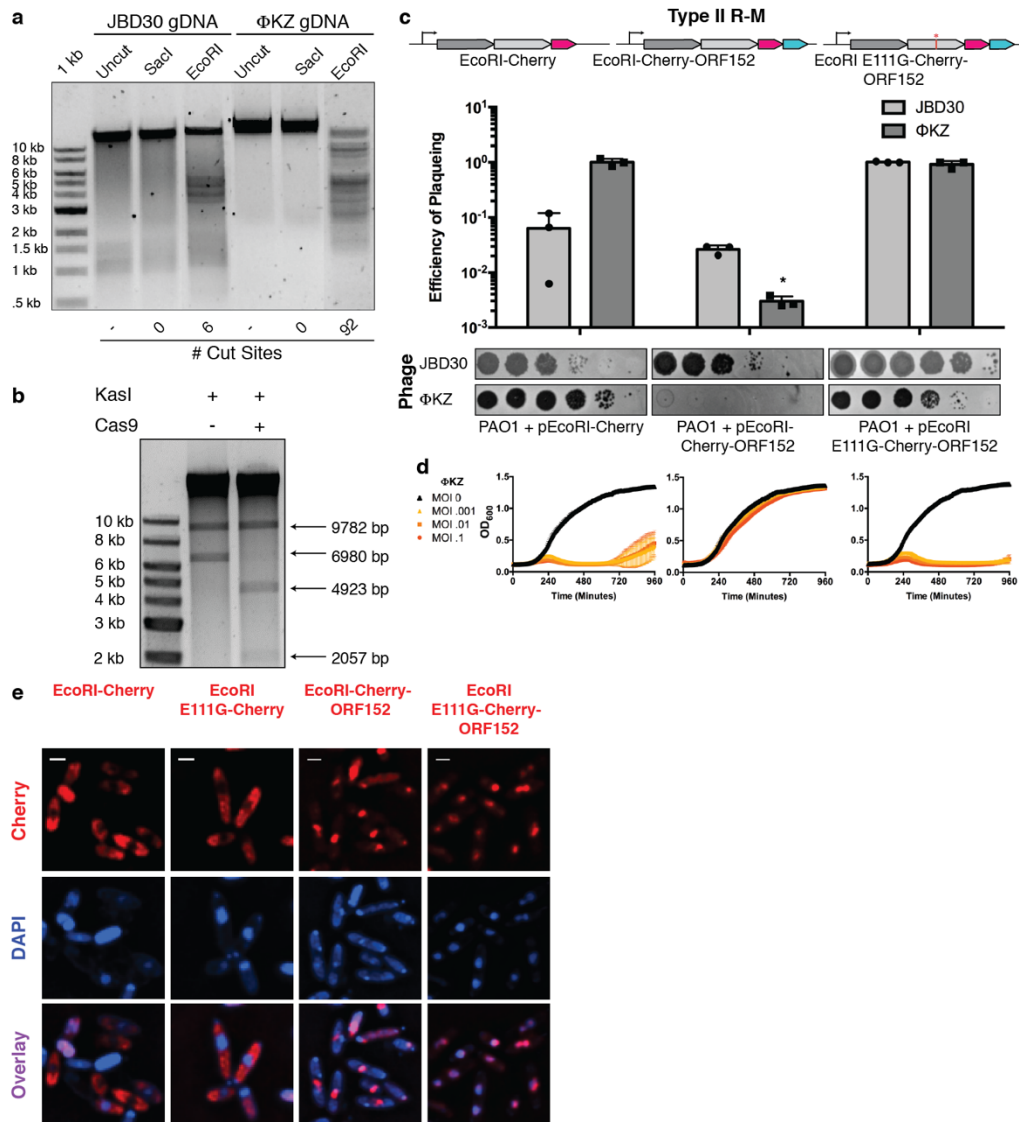 a
JBD30 gDNA
ΦKZ gDNA
1 kb
Uncut
SacI
EcoRI
Uncut
SacI
EcoRI
10 kb
8 kb
6 kb
5 kb
4 kb
3 kb
2 kb
1.5 kb
1 kb
.5 kb
-
0
6
-
0
92
# Cut Sites
b
KasI + +
Cas9 - +
10 kb
8 kb
6 kb
5 kb
4 kb
3 kb
2 kb
9782 bp
6980 bp
4923 bp
2057 bp
c
Type II R-M
EcoRI-Cherry
EcoRI-Cherry-ORF152
EcoRI E111G-Cherry-
ORF152
Efficiency of Plaqueing
10^1
10^0
10^-1
10^-2
10^-3
*
JBD30
ΦKZ
Phage
JBD30
ΦKZ
PAO1 + pEcoRI-Cherry
PAO1 + pEcoRI-
Cherry-ORF152
PAO1 + pEcoRI
E111G-Cherry-ORF152
d
ΦKZ
MOI 0
MOI .001
MOI .01
MOI .1
OD600
1.5
1.0
0.5
0.0
0 240 480 720 960
Time (Minutes)
1.5
1.0
0.5
0.0
0 240 480 720 960
Time (Minutes)
1.5
1.0
0.5
0.0
0 240 480 720 960
Time (Minutes)
e
EcoRI-Cherry
EcoRI
E111G-Cherry
EcoRI-Cherry-
ORF152
EcoRI
E111G-Cherry-
ORF152
Cherry
DAPI
Overlay